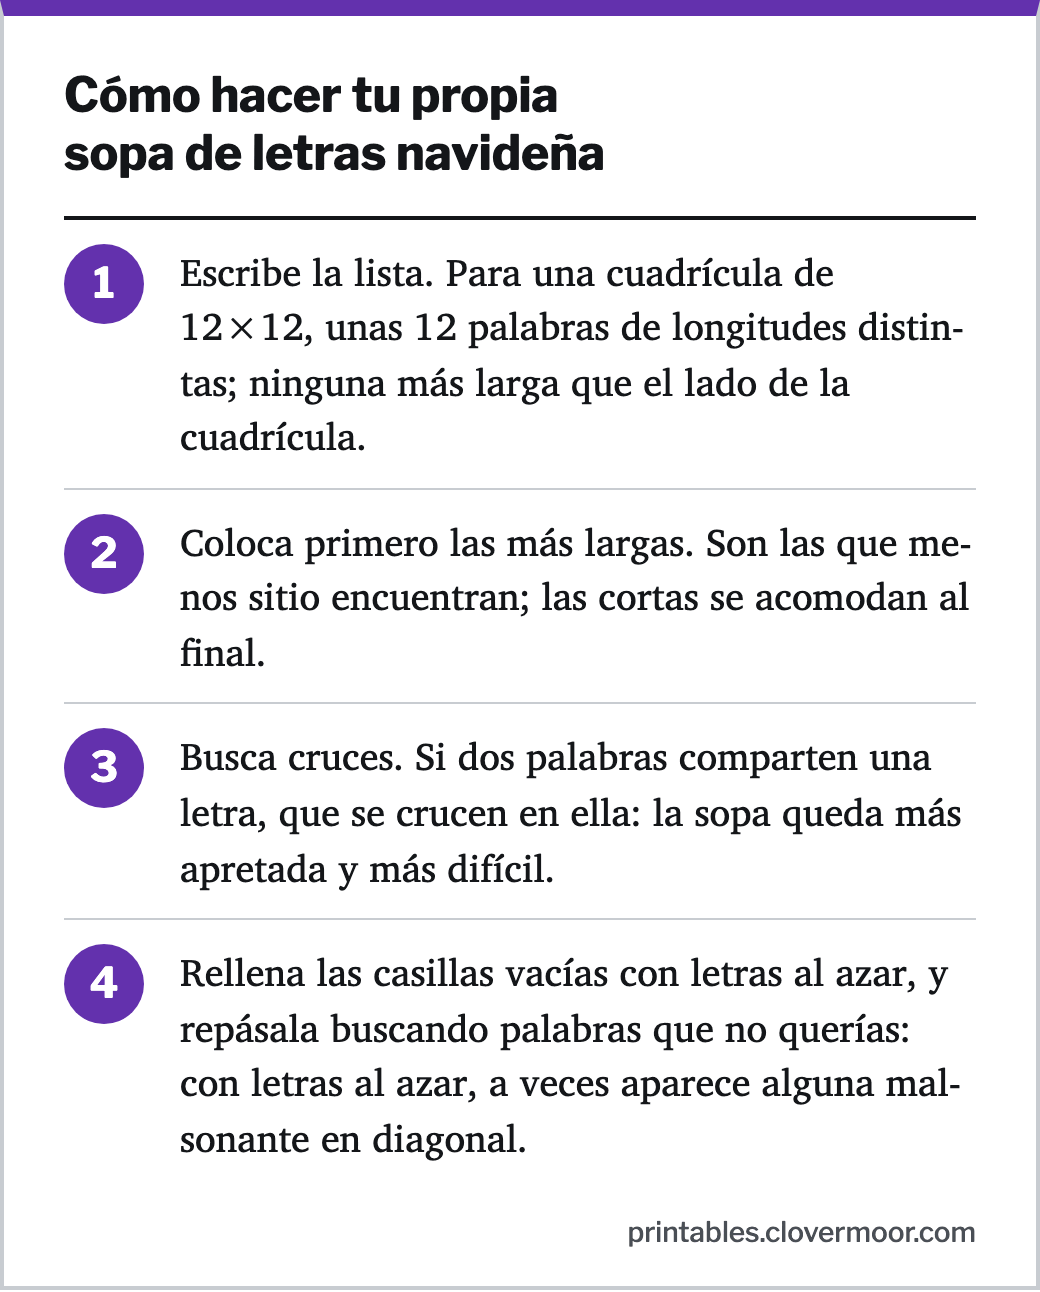 Cómo hacer tu propia
sopa de letras navideña
1
Escribe la lista. Para una cuadrícula de
12×12, unas 12 palabras de longitudes distin-
tas; ninguna más larga que el lado de la
cuadrícula.
2
Coloca primero las más largas. Son las que me-
nos sitio encuentran; las cortas se acomodan al
final.
3
Busca cruces. Si dos palabras comparten una
letra, que se crucen en ella: la sopa queda más
apretada y más difícil.
4
Rellena las casillas vacías con letras al azar, y
repásala buscando palabras que no querías:
con letras al azar, a veces aparece alguna mal-
sonante en diagonal.
printables.clovermoor.com